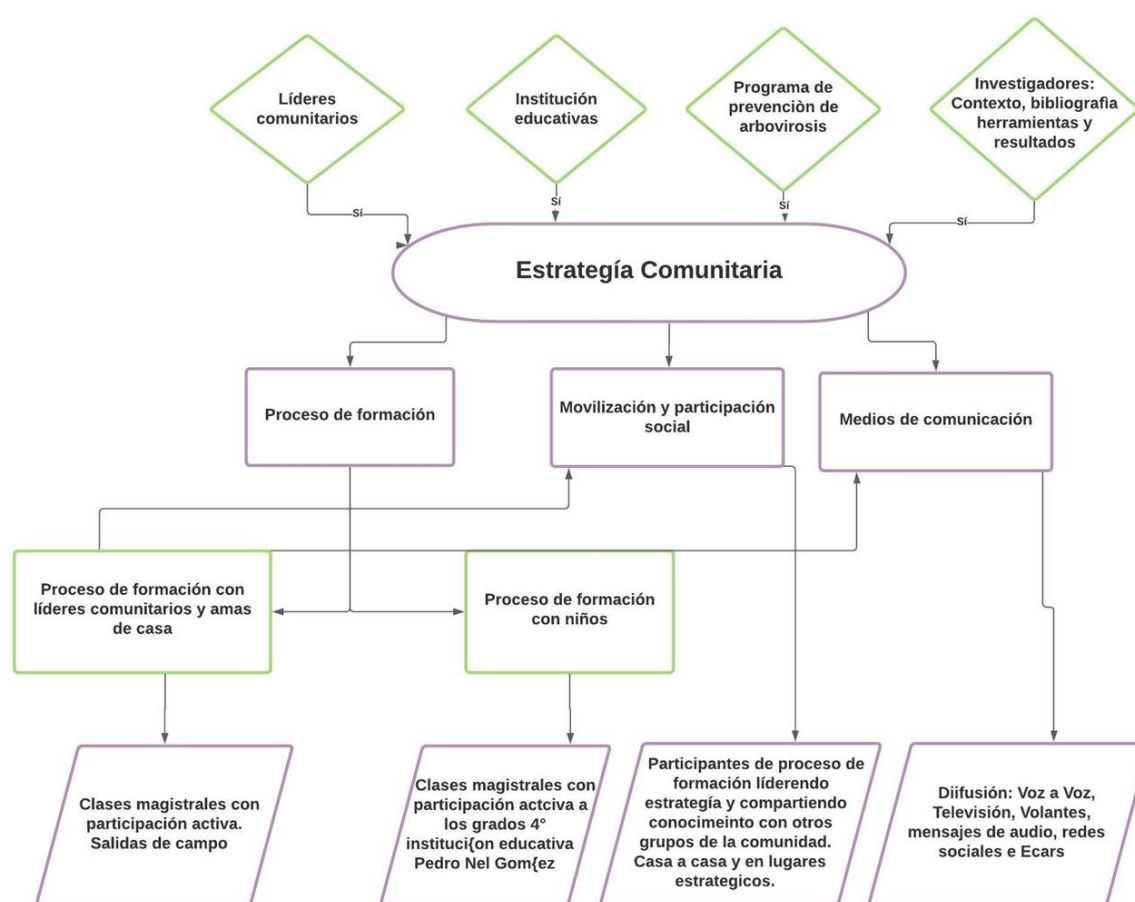 Líderes
comunitarios
Institución
educativas
Programa de
prevenciòn de
arbovirosis
Investigadores:
Contexto, bibliografìa
herramientas y
resultados
Sí
Sí
Sí
Sí
Estrategía Comunitaria
Proceso de formación
Movilización y participación
social
Medios de comunicación
Proceso de formación con
líderes comunitarios y amas
de casa
Proceso de formación
con niños
Clases magistrales con
participación activa.
Salidas de campo
Clases magistrales con
participación actciva a
los grados 4°
instituci{on educativa
Pedro Nel Gom{ez
Participantes de proceso de
formación líderendo
estrategía y compartiendo
conocimeinto con otros
grupos de la comunidad.
Casa a casa y en lugares
estrategicos.
Diifusión: Voz a Voz,
Televisión, Volantes,
mensajes de audio, redes
sociales e Ecars